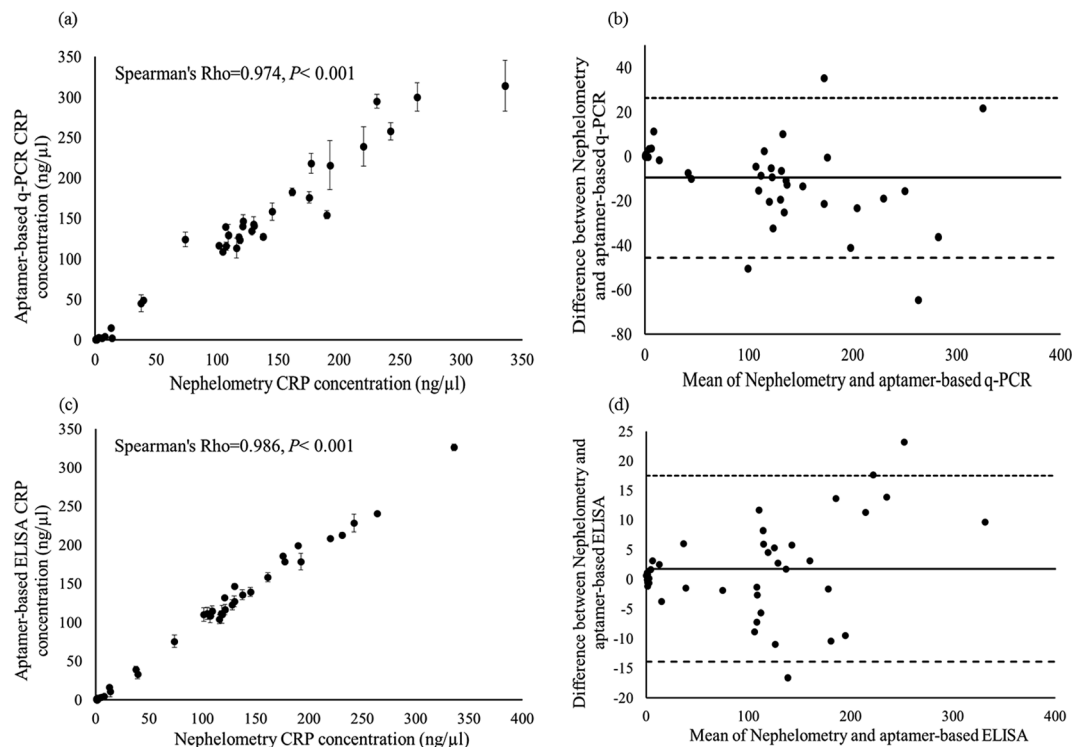 (a)
Spearman's Rho=0.974, P< 0.001
Aptamer-based q-PCR CRP
concentration (ng/µl)
350
300
250
200
150
100
50
0
0 50 100 150 200 250 300 350
Nephelometry CRP concentration (ng/µl)
(b)
Difference between Nephelometry
and aptamer-based q-PCR
40
20
0
-20
-40
-60
-80
0 100 200 300 400
Mean of Nephelometry and aptamer-based q-PCR
(c)
Spearman's Rho=0.986, P< 0.001
Aptamer-based ELISA CRP
concentration (ng/µl)
350
300
250
200
150
100
50
0
0 50 100 150 200 250 300 350 400
Nephelometry CRP concentration (ng/µl)
(d)
Difference between Nephelometry and
aptamer-based ELISA
25
20
15
10
5
0
-5
-10
-15
-20
0 100 200 300 400
Mean of Nephelometry and aptamer-based ELISA